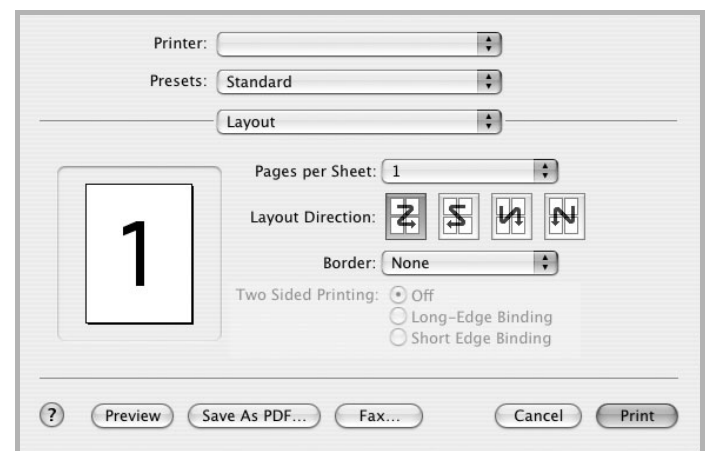 Printer:
Presets: Standard
Layout
Pages per Sheet: 1
Layout Direction:
1
Border: None
Two Sided Printing: Off
Long-Edge Binding
Short Edge Binding
? Preview Save As PDF... Fax... Cancel Print